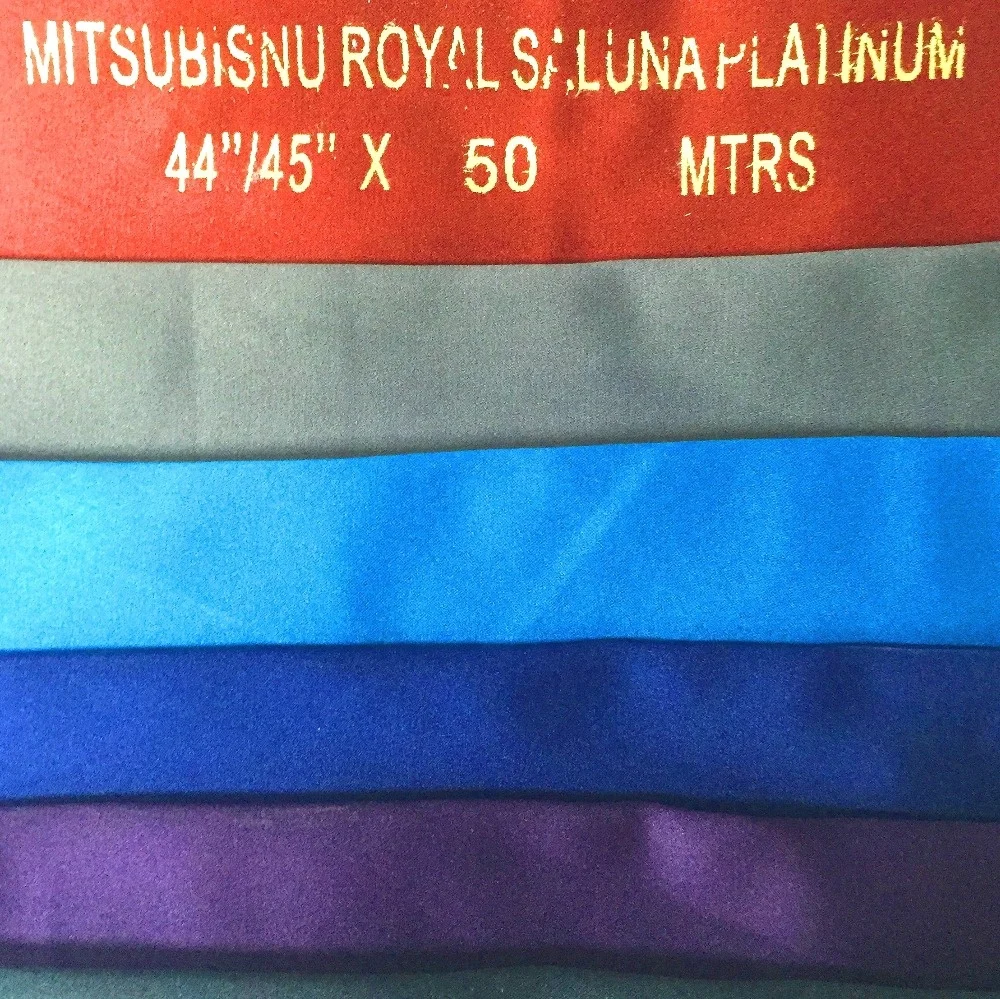 MITSUBISNU ROYAL SALUNA PLATINUM
44"/45" X 50 MTRS